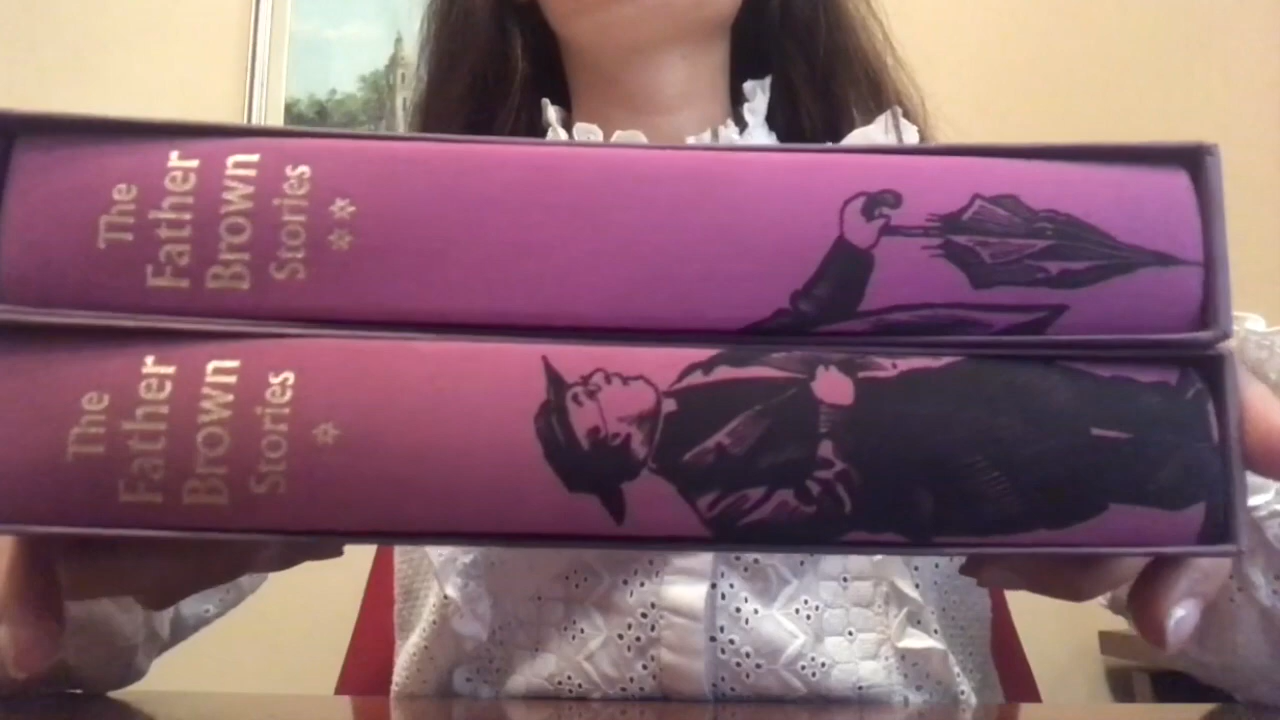 The
Father
Brown
Stories
**
The
Father
Brown
Stories
*